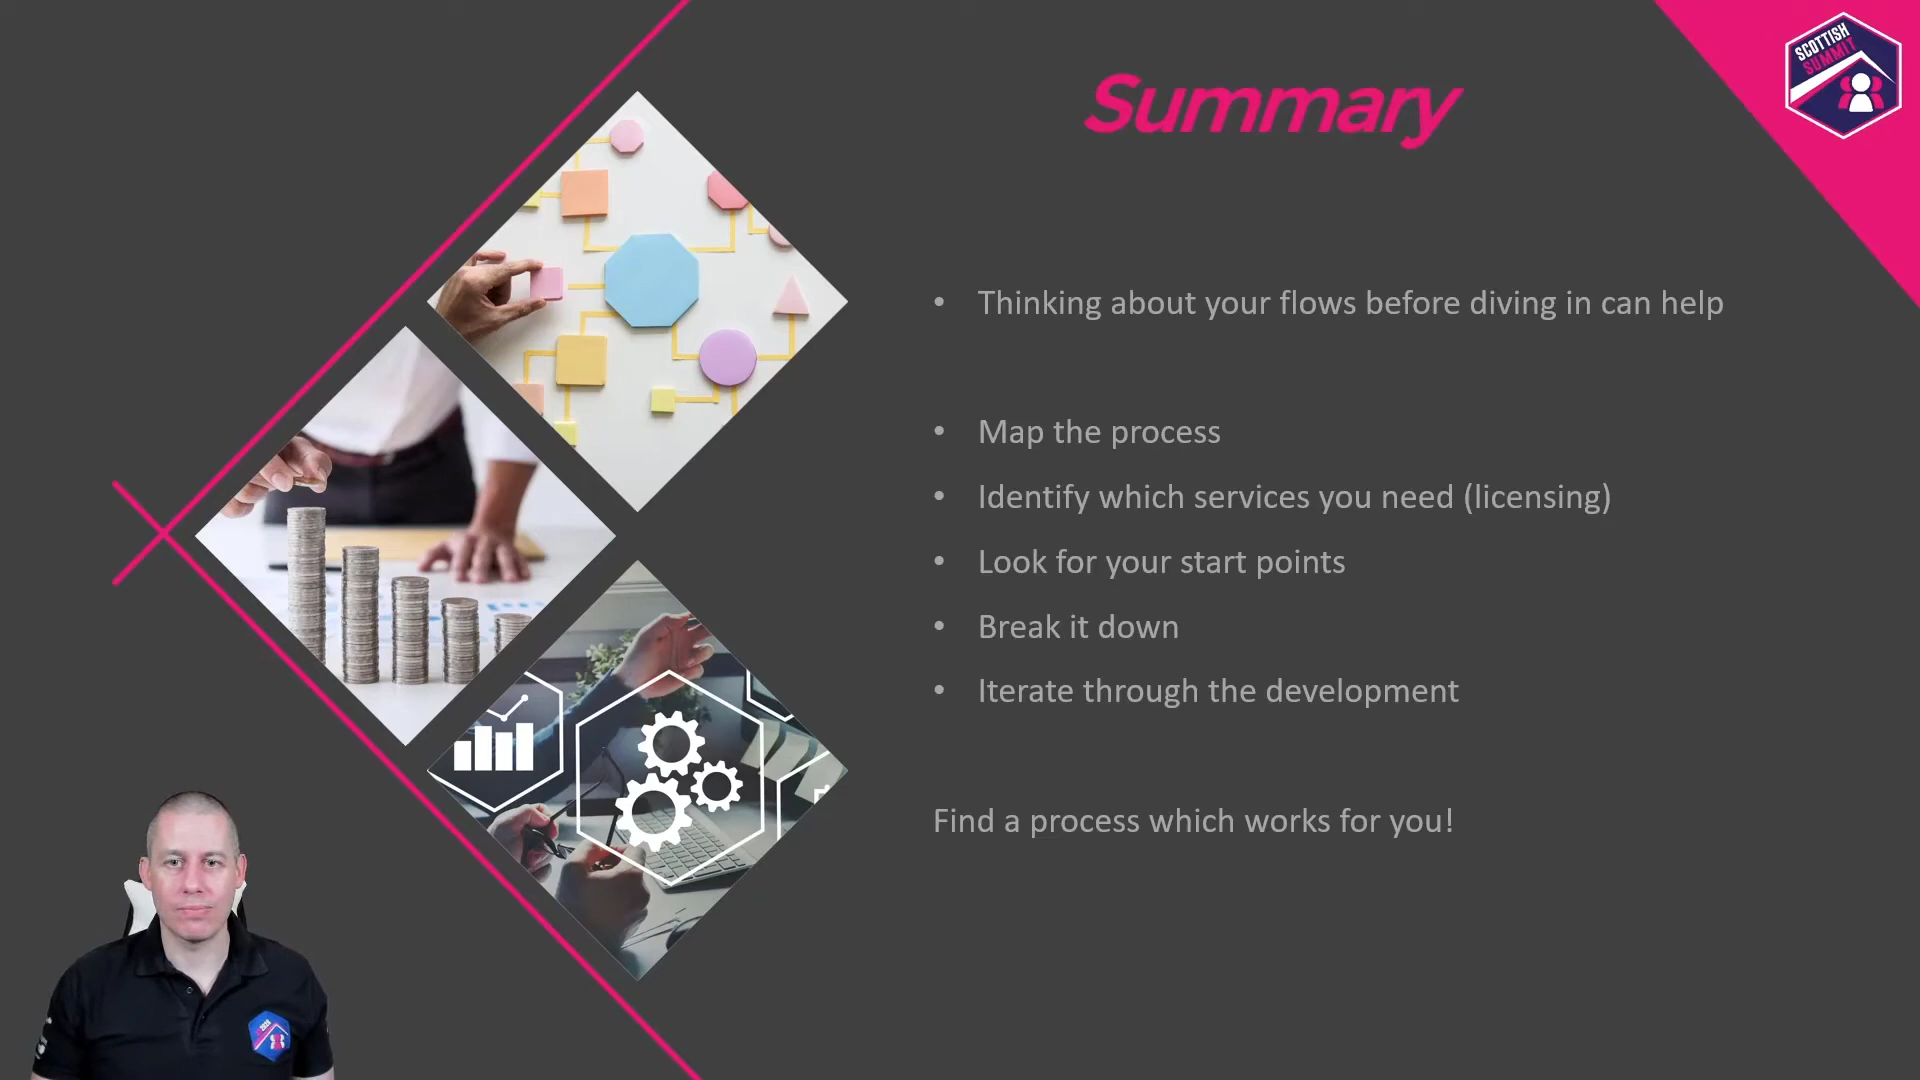 SCOTTISH
SUMMIT
Summary
• Thinking about your flows before diving in can help
• Map the process
• Identify which services you need (licensing)
• Look for your start points
• Break it down
• Iterate through the development
Find a process which works for you!